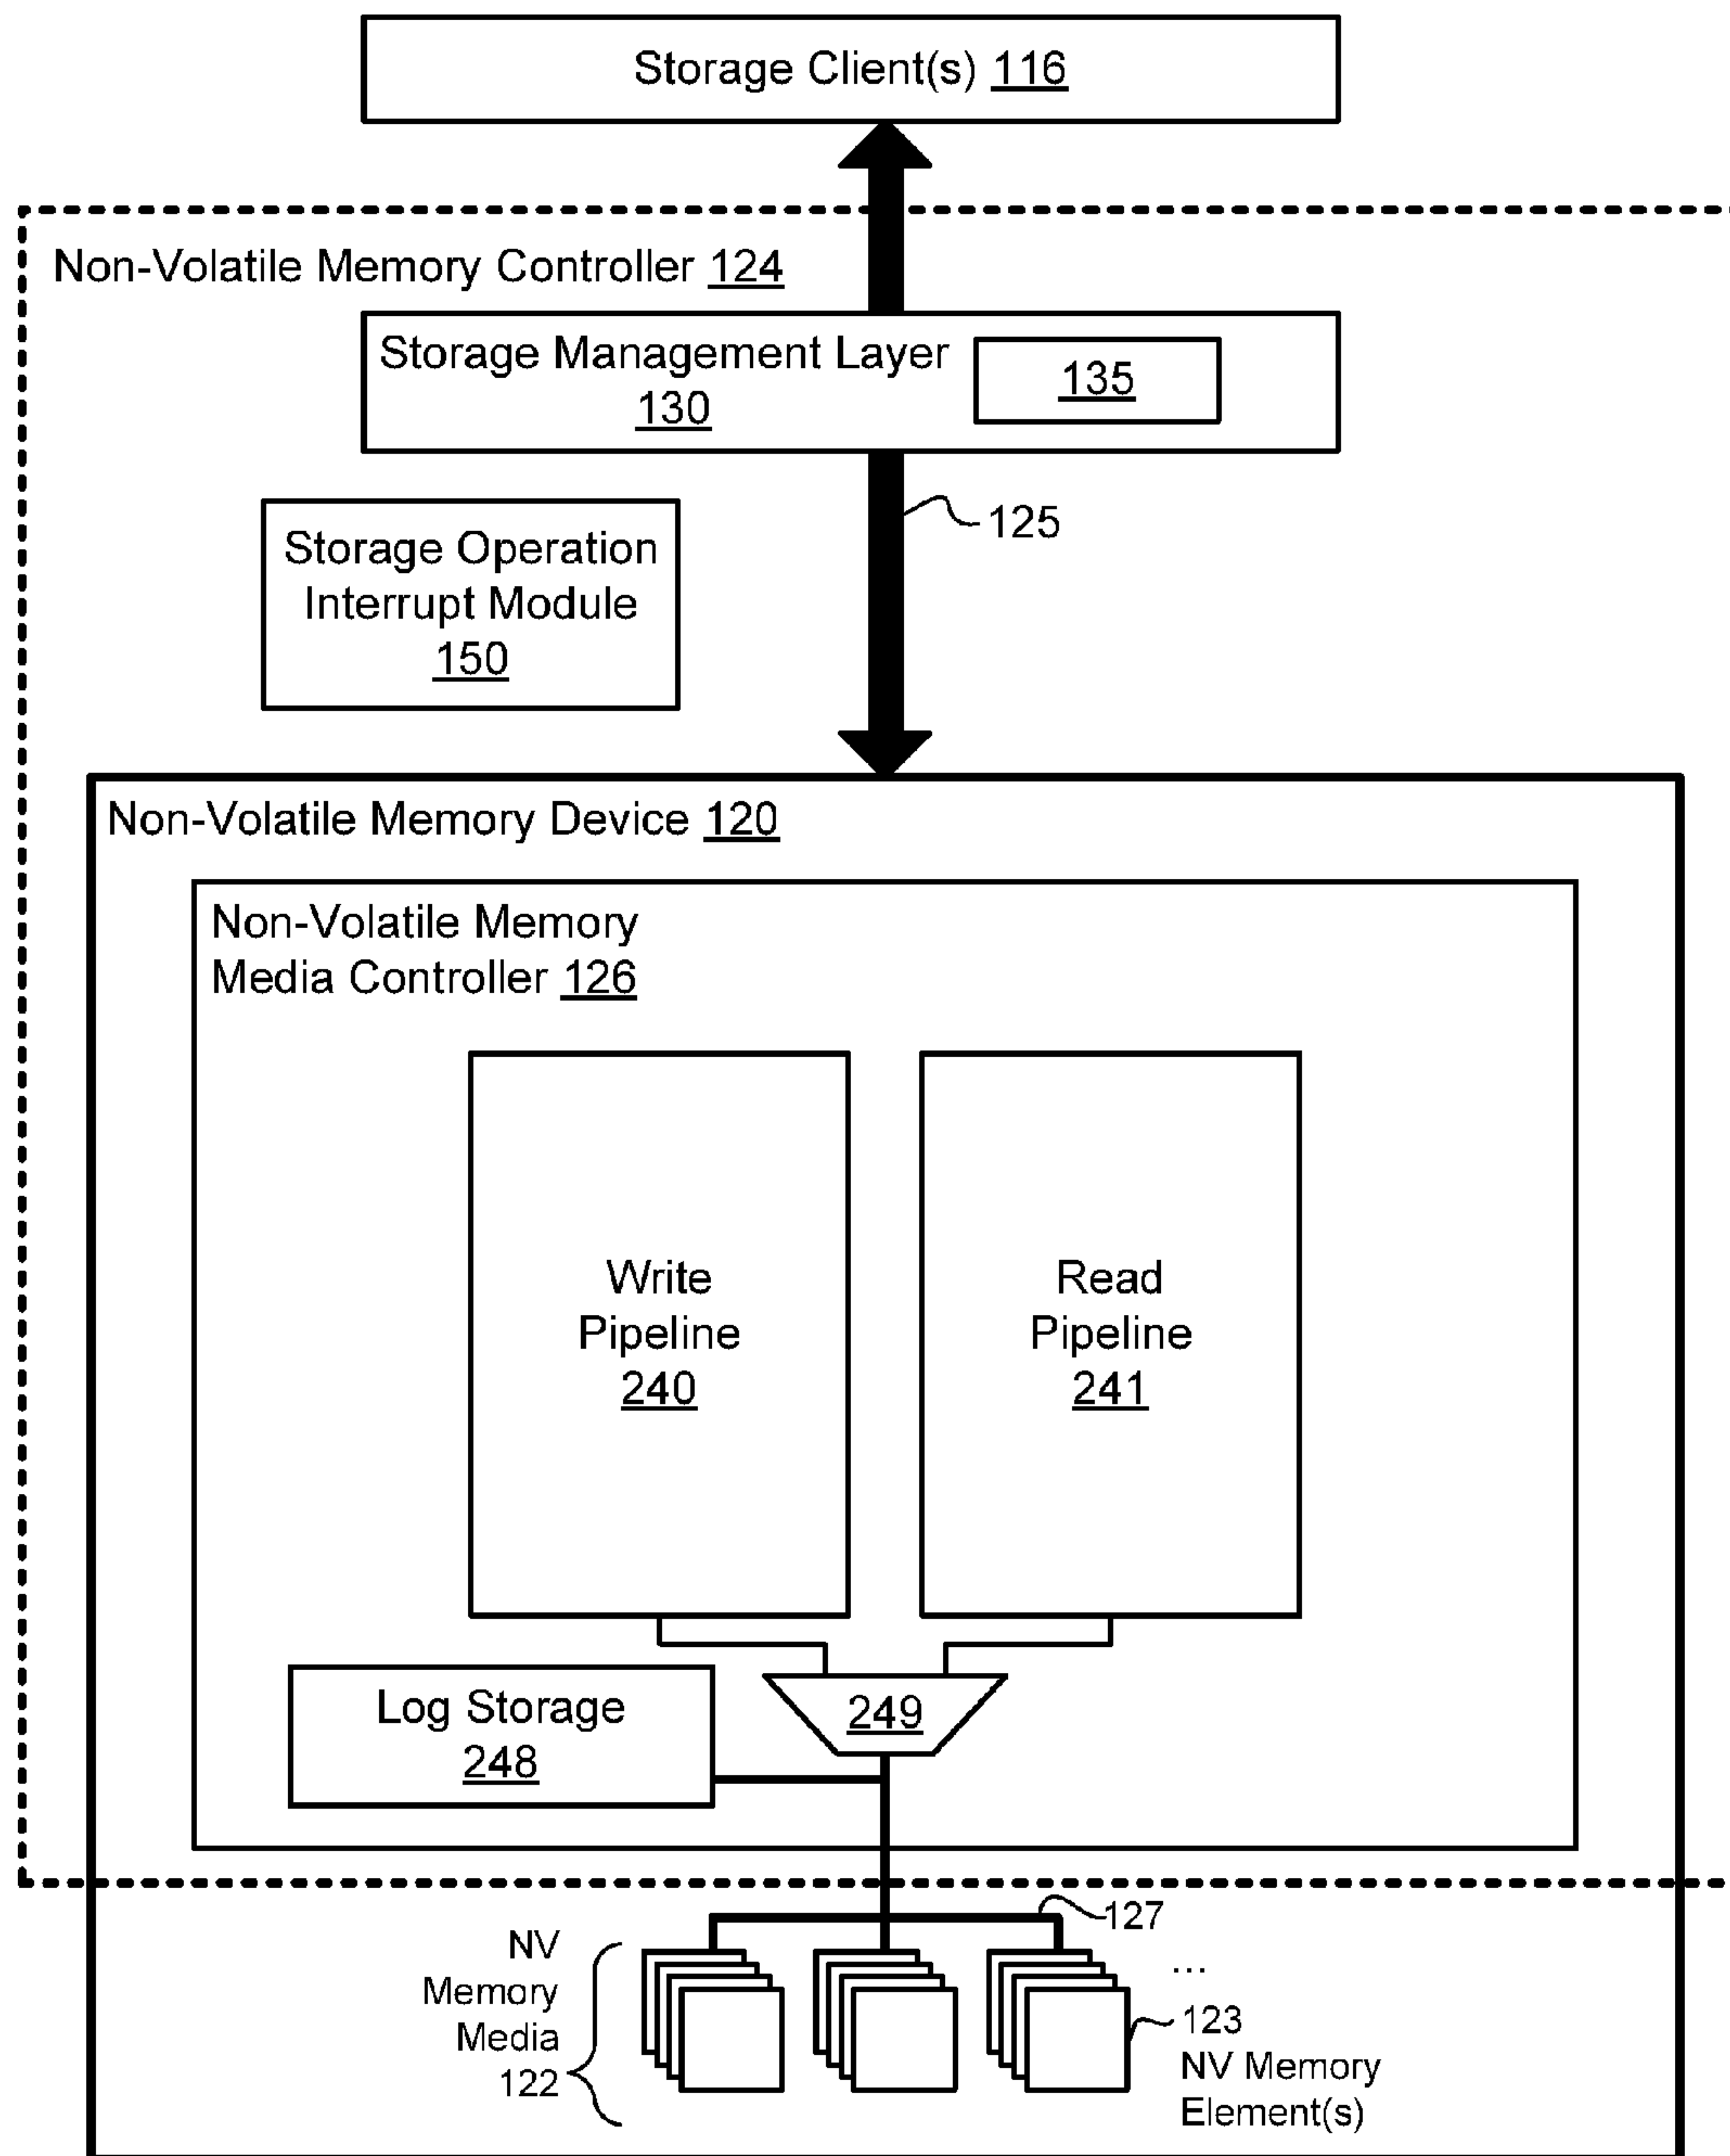 Storage Client(s) 116
Non-Volatile Memory Controller 124
Storage Management Layer
130
135
125
Storage Operation
Interrupt Module
150
Non-Volatile Memory Device 120
Non-Volatile Memory
Media Controller 126
Write
Pipeline
240
Read
Pipeline
241
Log Storage
248
249
127
NV
Memory
Media
122
...
123
NV Memory
Element(s)